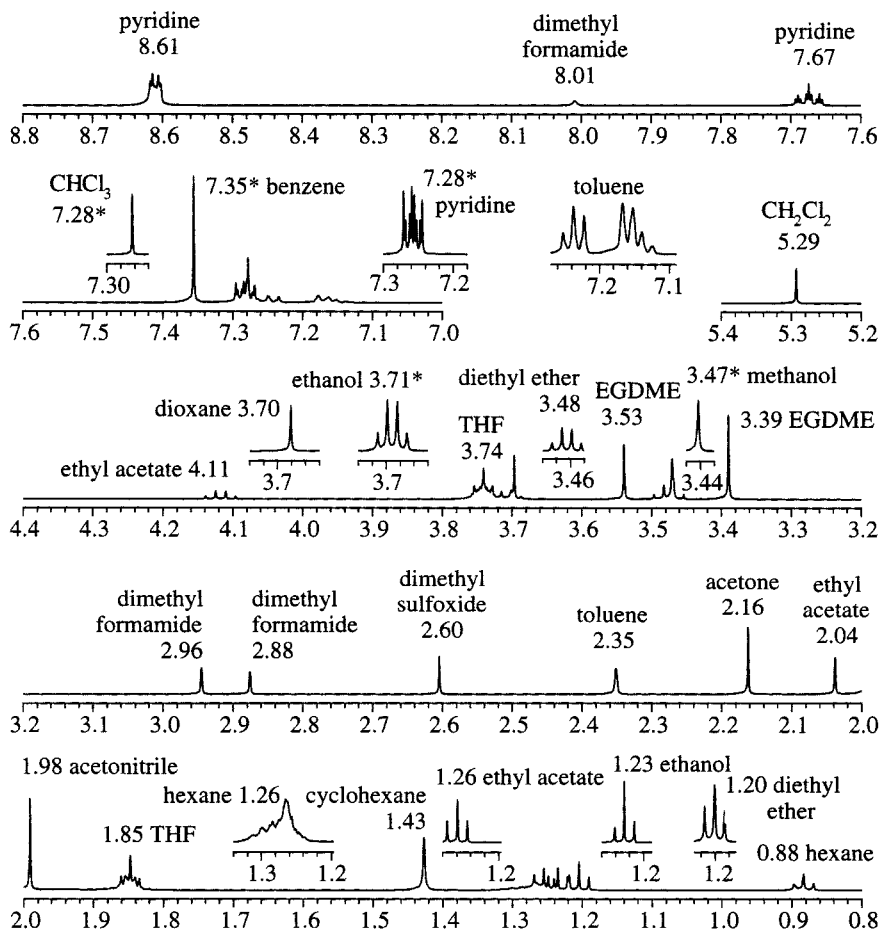 pyridine
8.61
dimethyl
formamide
8.01
pyridine
7.67
8.8 8.7 8.6 8.5 8.4 8.3 8.2 8.1 8.0 7.9 7.8 7.7 7.6
CHCl3
7.28*
7.35* benzene
7.28*
pyridine
toluene
CH2Cl2
5.29
7.30
7.3 7.2
7.2 7.1
7.6 7.5 7.4 7.3 7.2 7.1 7.0
5.4 5.3 5.2
ethanol 3.71*
dioxane 3.70
diethyl ether
3.48
EGDME
3.53
3.47* methanol
3.39 EGDME
THF
3.74
ethyl acetate 4.11
3.7
3.7
3.46
3.44
4.4 4.3 4.2 4.1 4.0 3.9 3.8 3.7 3.6 3.5 3.4 3.3 3.2
dimethyl
formamide
2.96
dimethyl
formamide
2.88
dimethyl
sulfoxide
2.60
toluene
2.35
acetone
2.16
ethyl
acetate
2.04
3.2 3.1 3.0 2.9 2.8 2.7 2.6 2.5 2.4 2.3 2.2 2.1 2.0
1.98 acetonitrile
1.85 THF
hexane 1.26
cyclohexane
1.43
1.26 ethyl acetate
1.23 ethanol
1.20 diethyl
ether
0.88 hexane
1.3 1.2
1.2
1.2
1.2
2.0 1.9 1.8 1.7 1.6 1.5 1.4 1.3 1.2 1.1 1.0 0.9 0.8